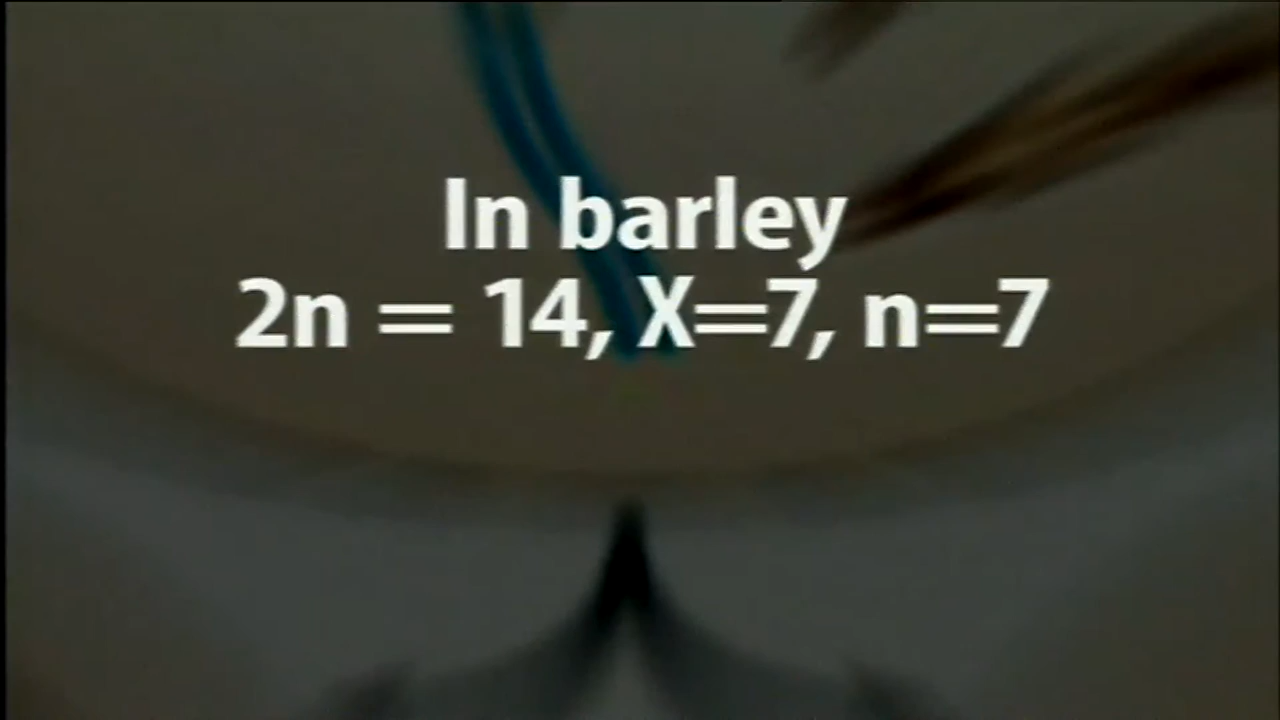 In barley
2n = 14, X=7, n=7